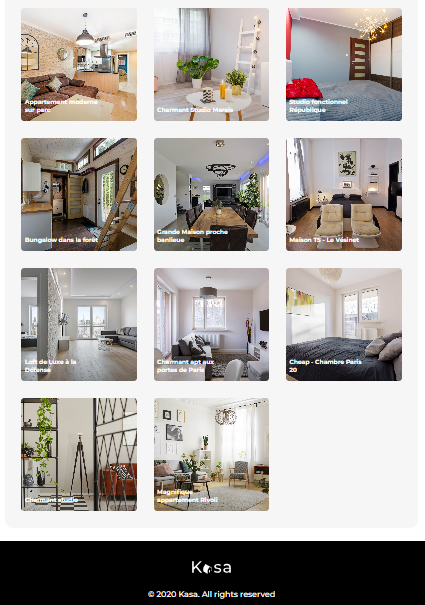 Appartement moderne
sur parc
Charmant Studio Marais
Studio fonctionnel
République
Bungalow dans la forêt
Grande Maison proche
banlieue
Maison T5 - Le Vésinet
Loft de Luxe à la
Défense
Charmant apt aux
portes de Paris
Cheap - Chambre Paris
20
Charmant studio
Magnifique
appartement Rivoli
Kasa
© 2020 Kasa. All rights reserved